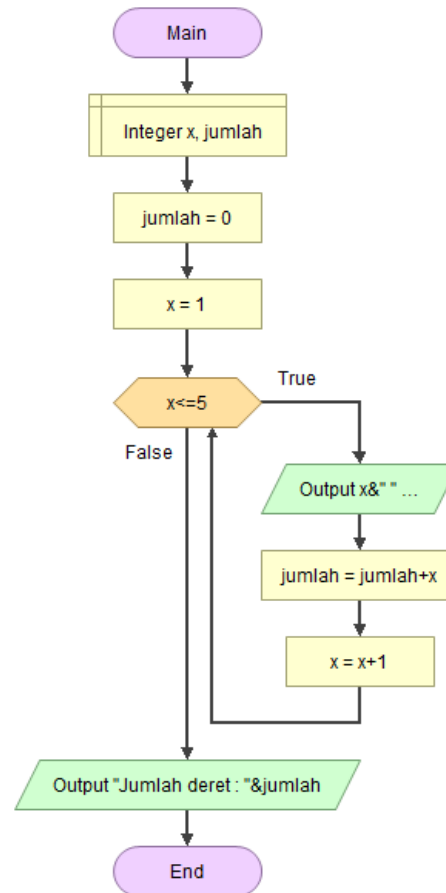 Main
Integer x, jumlah
jumlah = 0
x = 1
x<=5
True
False
Output x&" " ...
jumlah = jumlah+x
x = x+1
Output "Jumlah deret : "&jumlah
End